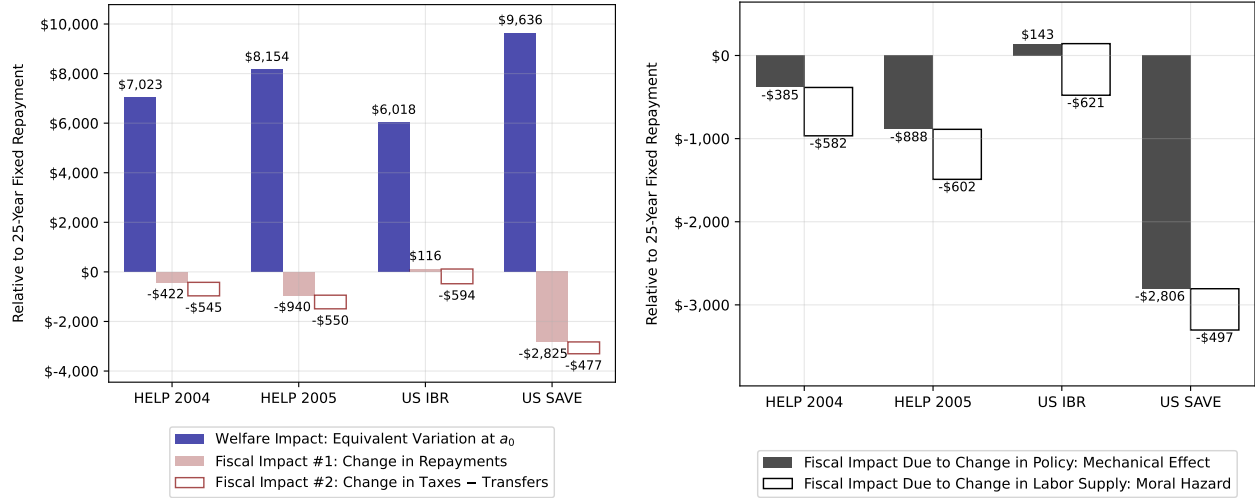 Relative to 25-Year Fixed Repayment
$10,000
$8,000
$6,000
$4,000
$2,000
$0
$-2,000
$-4,000
$7,023
-$422
-$545
$8,154
-$940
-$550
$6,018
$116
-$594
$9,636
-$2,825
-$477
HELP 2004
HELP 2005
US IBR
US SAVE
Welfare Impact: Equivalent Variation at a₀
Fiscal Impact #1: Change in Repayments
Fiscal Impact #2: Change in Taxes − Transfers
Relative to 25-Year Fixed Repayment
$0
$-1,000
$-2,000
$-3,000
-$385
-$582
-$888
-$602
$143
-$621
-$2,806
-$497
HELP 2004
HELP 2005
US IBR
US SAVE
Fiscal Impact Due to Change in Policy: Mechanical Effect
Fiscal Impact Due to Change in Labor Supply: Moral Hazard